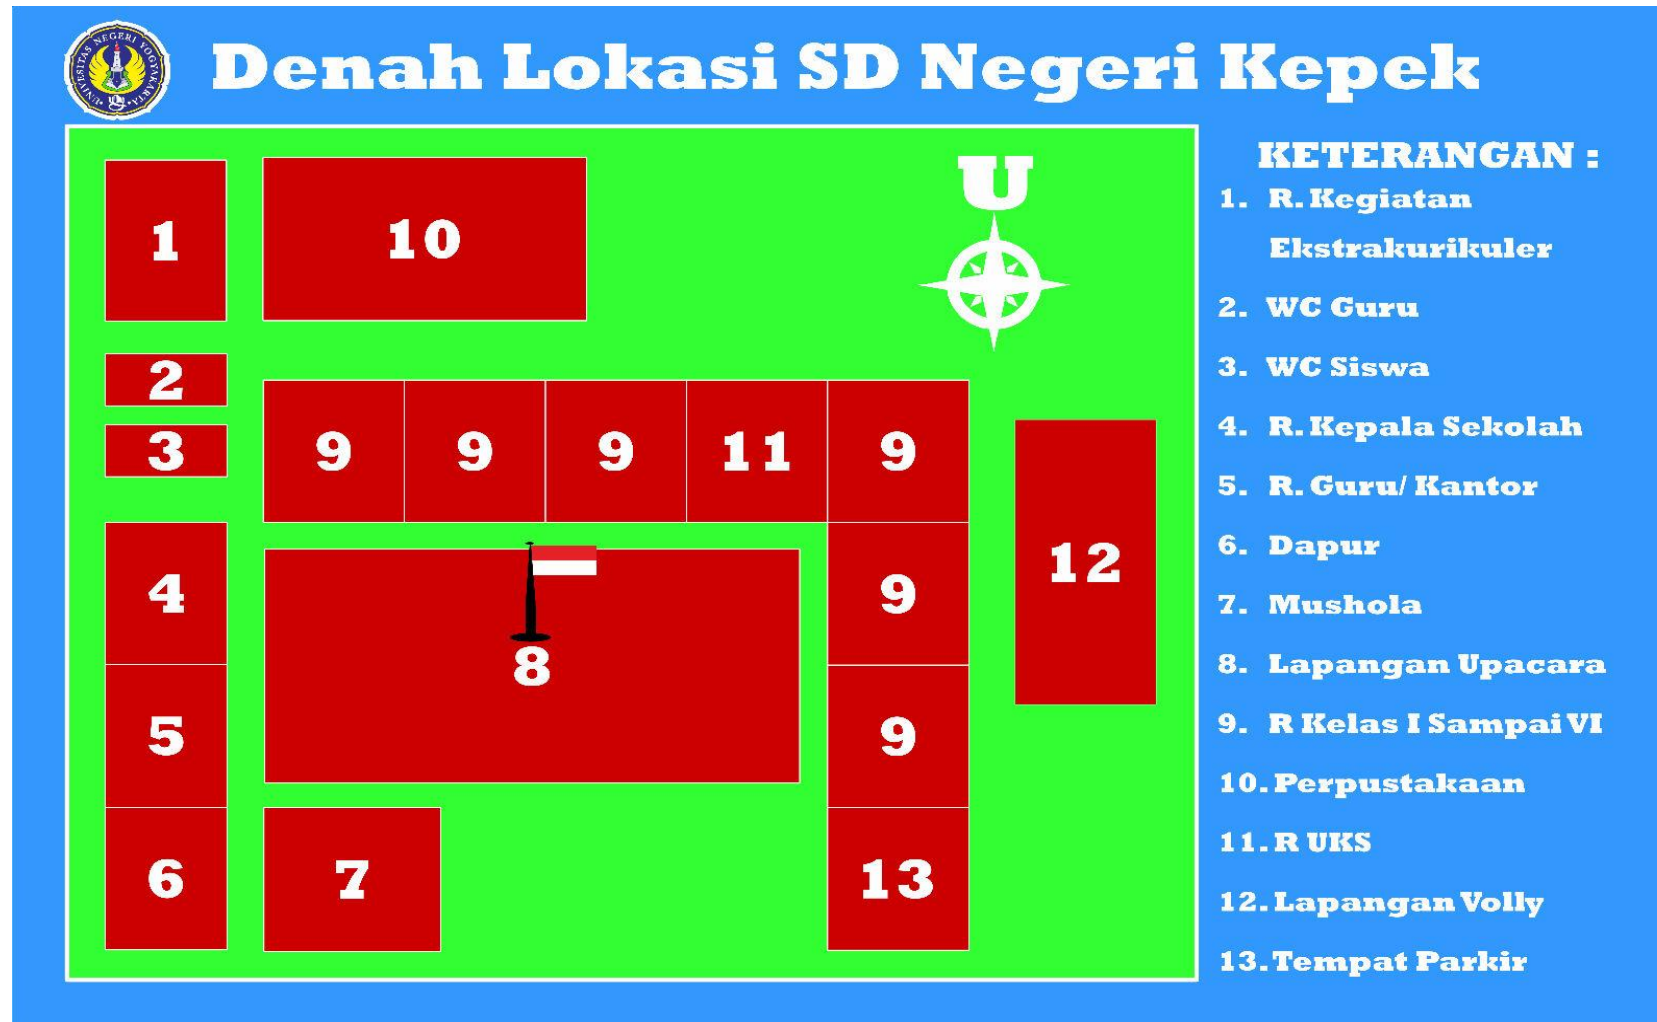 UNIVERSITAS NEGERI YOGYAKARTA
Denah Lokasi SD Negeri Kepek
U
1
10
2
3
9 9 9 11 9
4
8
9
12
5
9
6
7
13
KETERANGAN :
1. R. Kegiatan
Ekstrakurikuler
2. WC Guru
3. WC Siswa
4. R. Kepala Sekolah
5. R. Guru/ Kantor
6. Dapur
7. Mushola
8. Lapangan Upacara
9. R Kelas I Sampai VI
10. Perpustakaan
11. R UKS
12. Lapangan Volly
13. Tempat Parkir